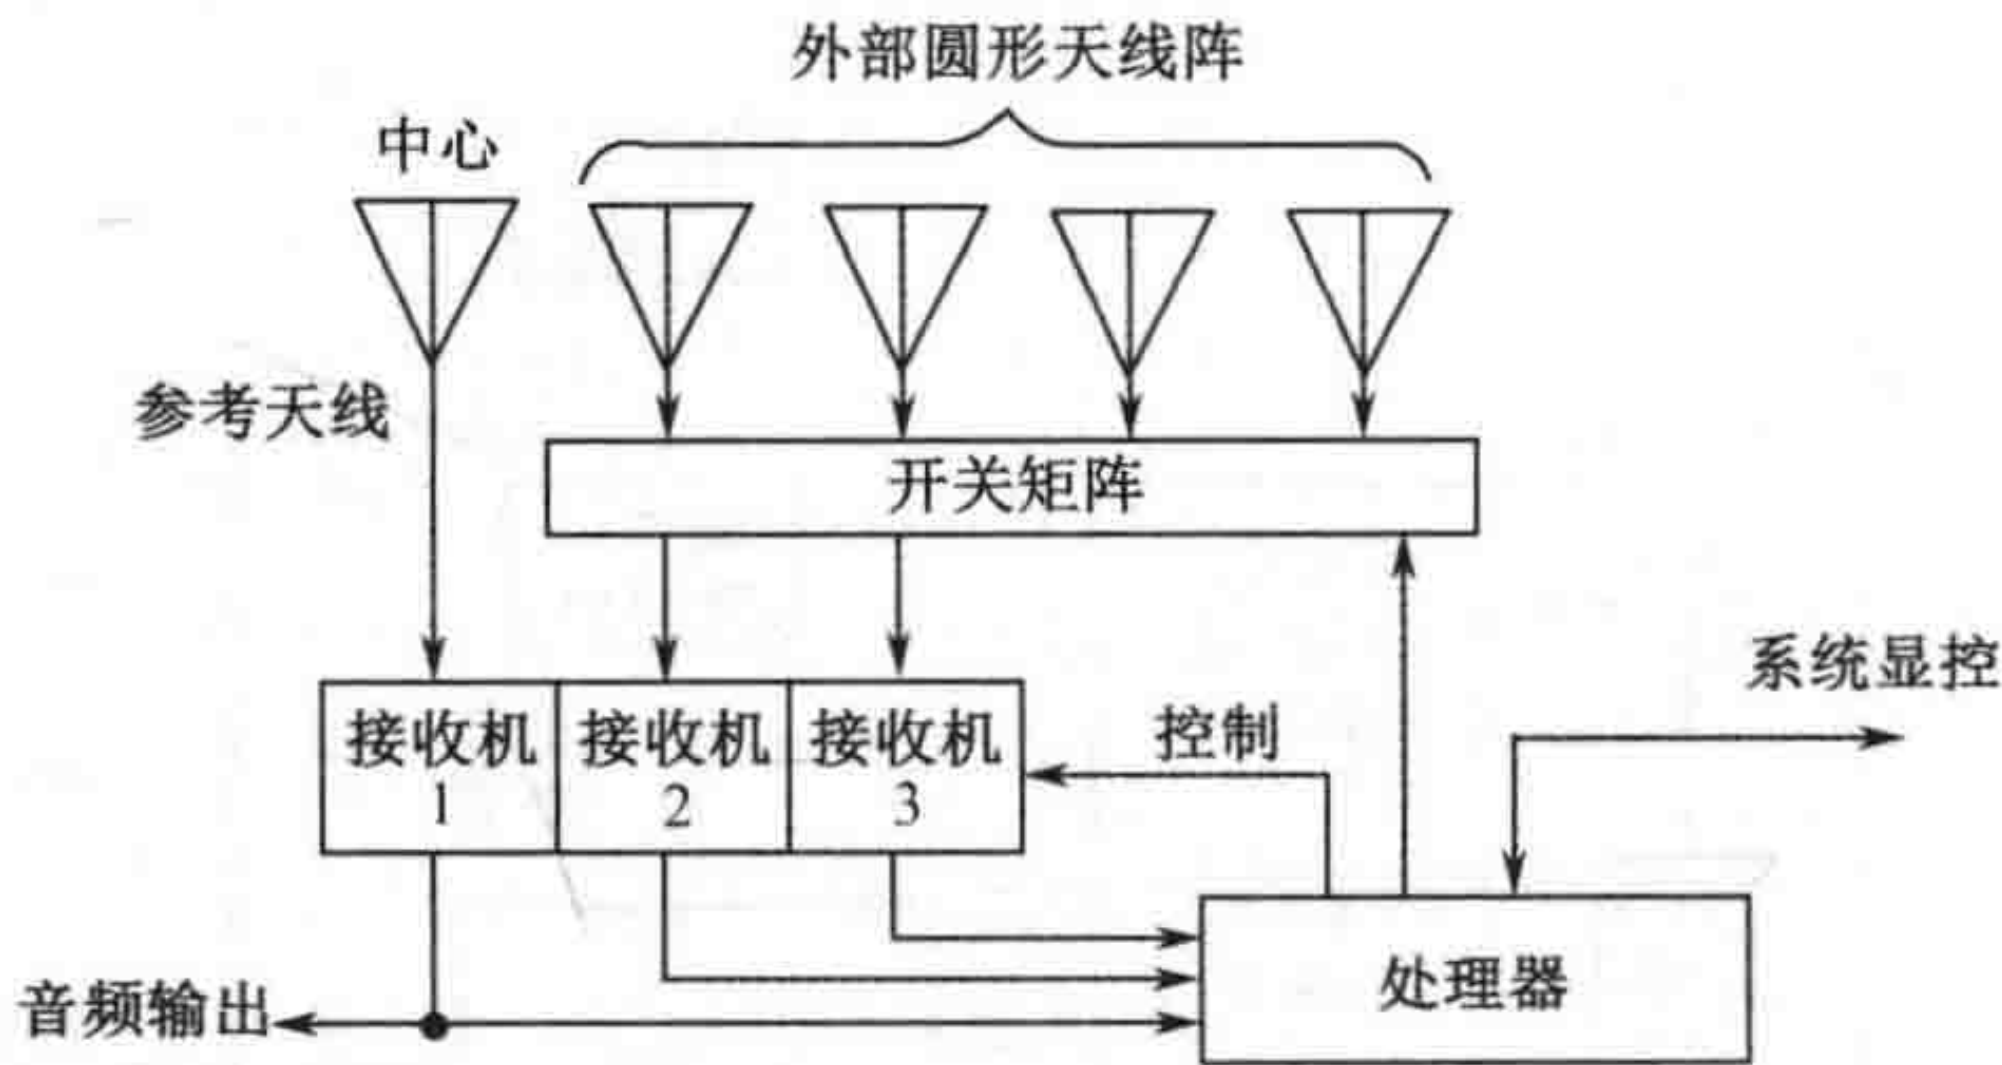 外部圆形天线阵
中心
参考天线
开关矩阵
系统显控
接收机
1
接收机
2
接收机
3
控制
处理器
音频输出